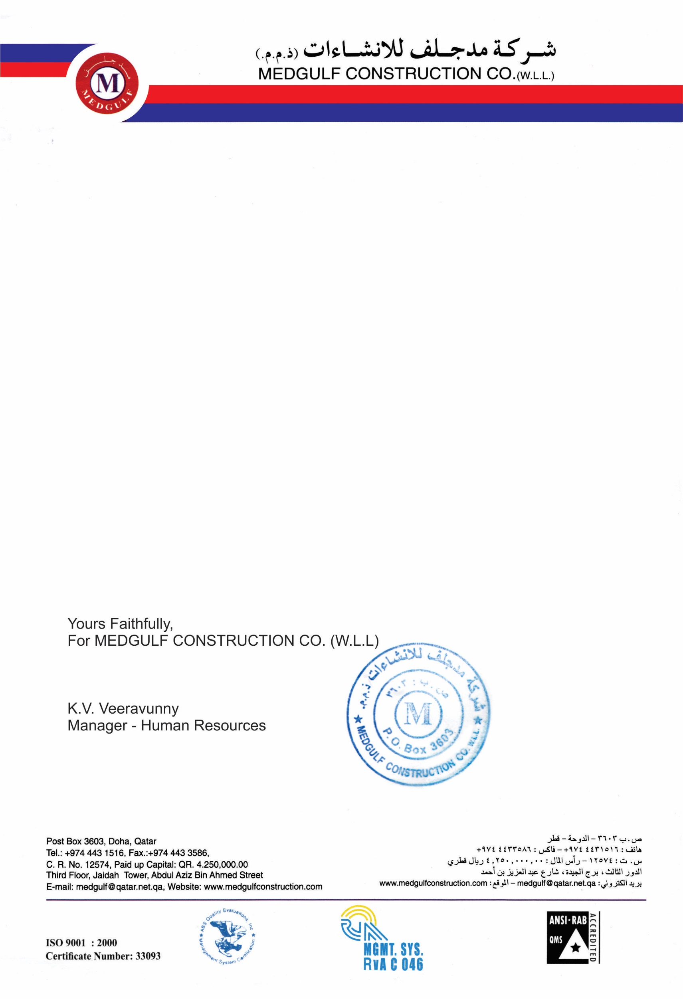 شركة مدجلف للانشاءات (ذ.م.م.)
MEDGULF CONSTRUCTION CO.(W.L.L.)
مدجلف
M
MEDGULF
Yours Faithfully,
For MEDGULF CONSTRUCTION CO. (W.L.L)
K.V. Veeravunny
Manager - Human Resources
شركة مدجلف للانشاءات ذ.م.م.
ص.ب : ٣٦٠٣
M
P.O. Box 3603
★ MEDGULF CONSTRUCTION CO. W.L.L. ★
Post Box 3603, Doha, Qatar
Tel.: +974 443 1516, Fax.:+974 443 3586,
C. R. No. 12574, Paid up Capital: QR. 4.250,000.00
Third Floor, Jaidah Tower, Abdul Aziz Bin Ahmed Street
E-mail: medgulf@qatar.net.qa, Website: www.medgulfconstruction.com
ص.ب ٣٦٠٣ – الدوحة – قطر
هاتف : ٤٤٣١٥١٦ ٩٧٤+ – فاكس : ٤٤٣٣٥٨٦ ٩٧٤+
س . ت : ١٢٥٧٤ – رأس المال : ٤,٢٥٠,٠٠٠,٠٠ ريال قطري
الدور الثالث، برج الجيدة، شارع عبد العزيز بن أحمد
بريد الكتروني: medgulf@qatar.net.qa – الموقع: www.medgulfconstruction.com
ISO 9001 : 2000
Certificate Number: 33093
★ ABS Quality Evaluations, Inc ★
Management System Certification
RvA
MGMT. SYS.
RvA C 046
ANSI·RAB
QMS
ACCREDITED